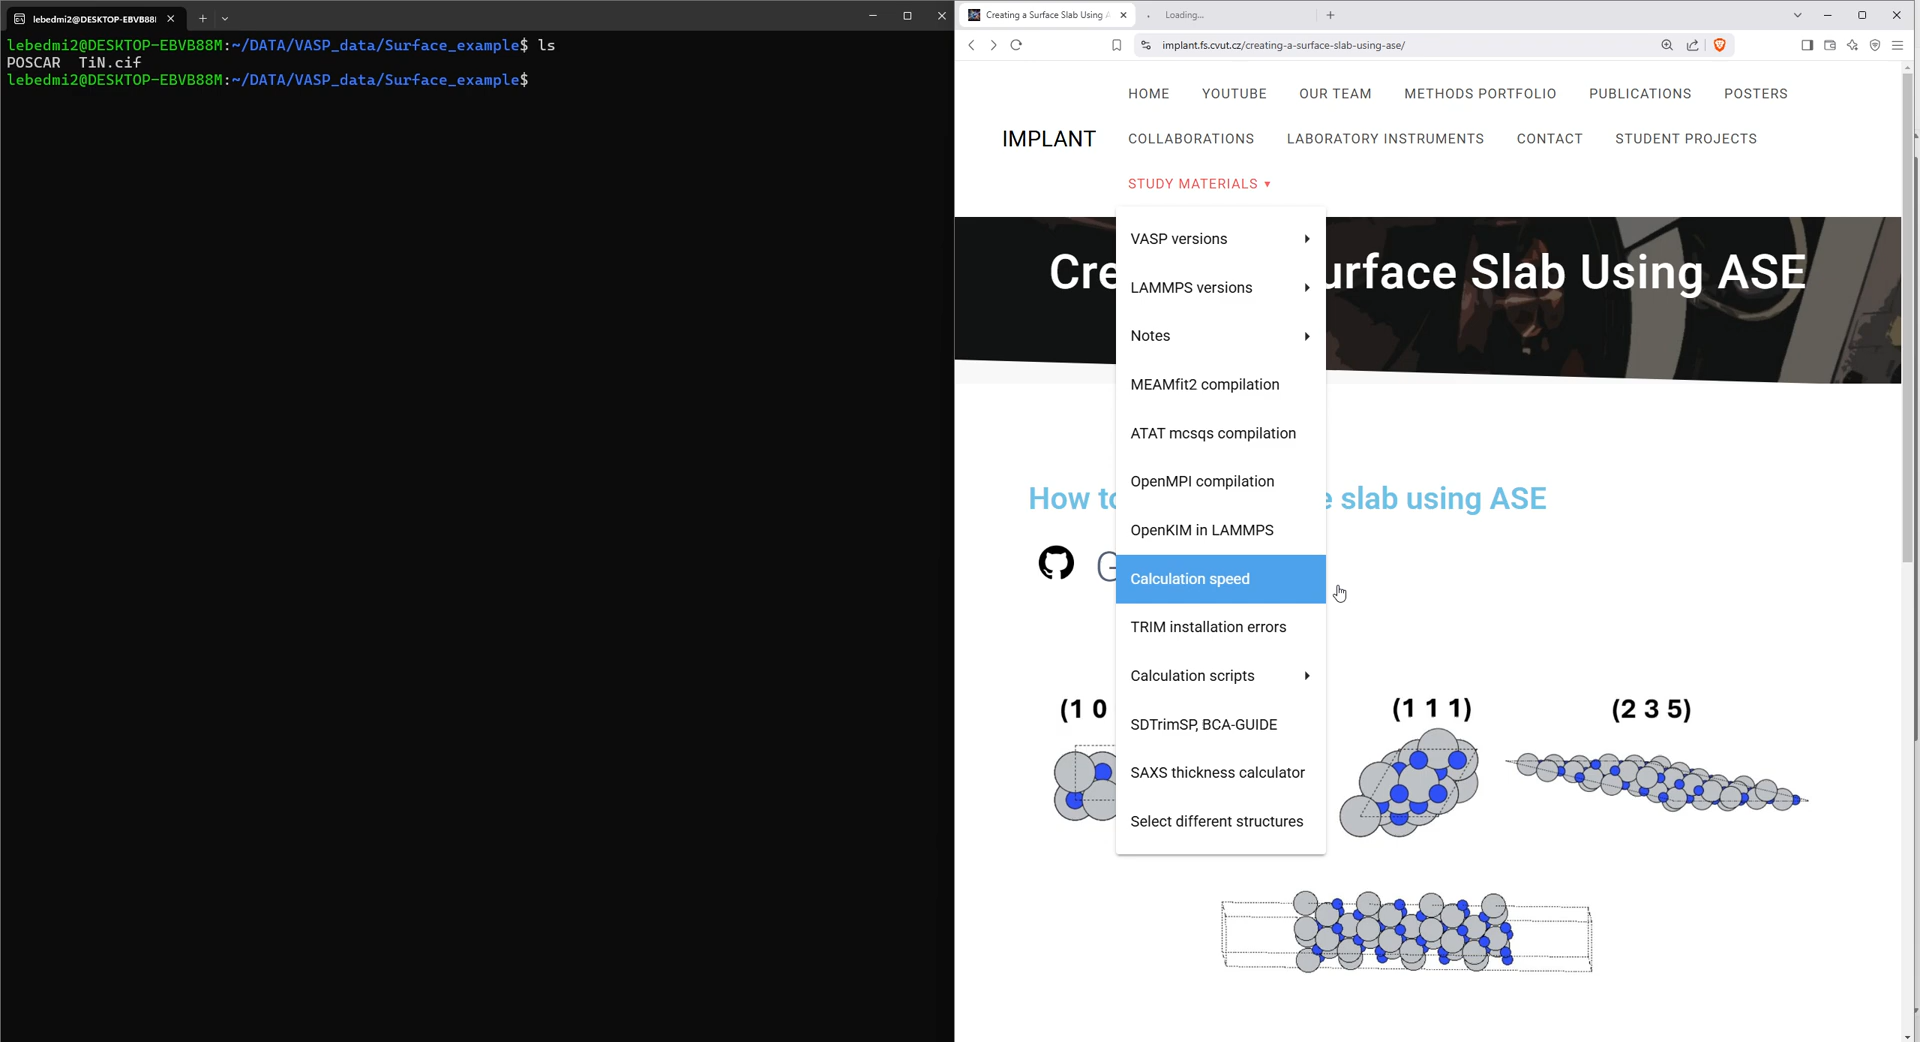 lebedmi2@DESKTOP-EBVB88I
lebedmi2@DESKTOP-EBVB88M:~/DATA/VASP_data/Surface_example$ ls
POSCAR  TiN.cif
lebedmi2@DESKTOP-EBVB88M:~/DATA/VASP_data/Surface_example$
Creating a Surface Slab Using
Loading...
implant.fs.cvut.cz/creating-a-surface-slab-using-ase/
HOME YOUTUBE OUR TEAM METHODS PORTFOLIO PUBLICATIONS POSTERS
IMPLANT
COLLABORATIONS LABORATORY INSTRUMENTS CONTACT STUDENT PROJECTS
STUDY MATERIALS ▾
Cre urface Slab Using ASE
VASP versions
LAMMPS versions
Notes
MEAMfit2 compilation
ATAT mcsqs compilation
OpenMPI compilation
OpenKIM in LAMMPS
Calculation speed
TRIM installation errors
Calculation scripts
SDTrimSP, BCA-GUIDE
SAXS thickness calculator
Select different structures
How to e slab using ASE
G
(1 0 (1 1 1) (2 3 5)